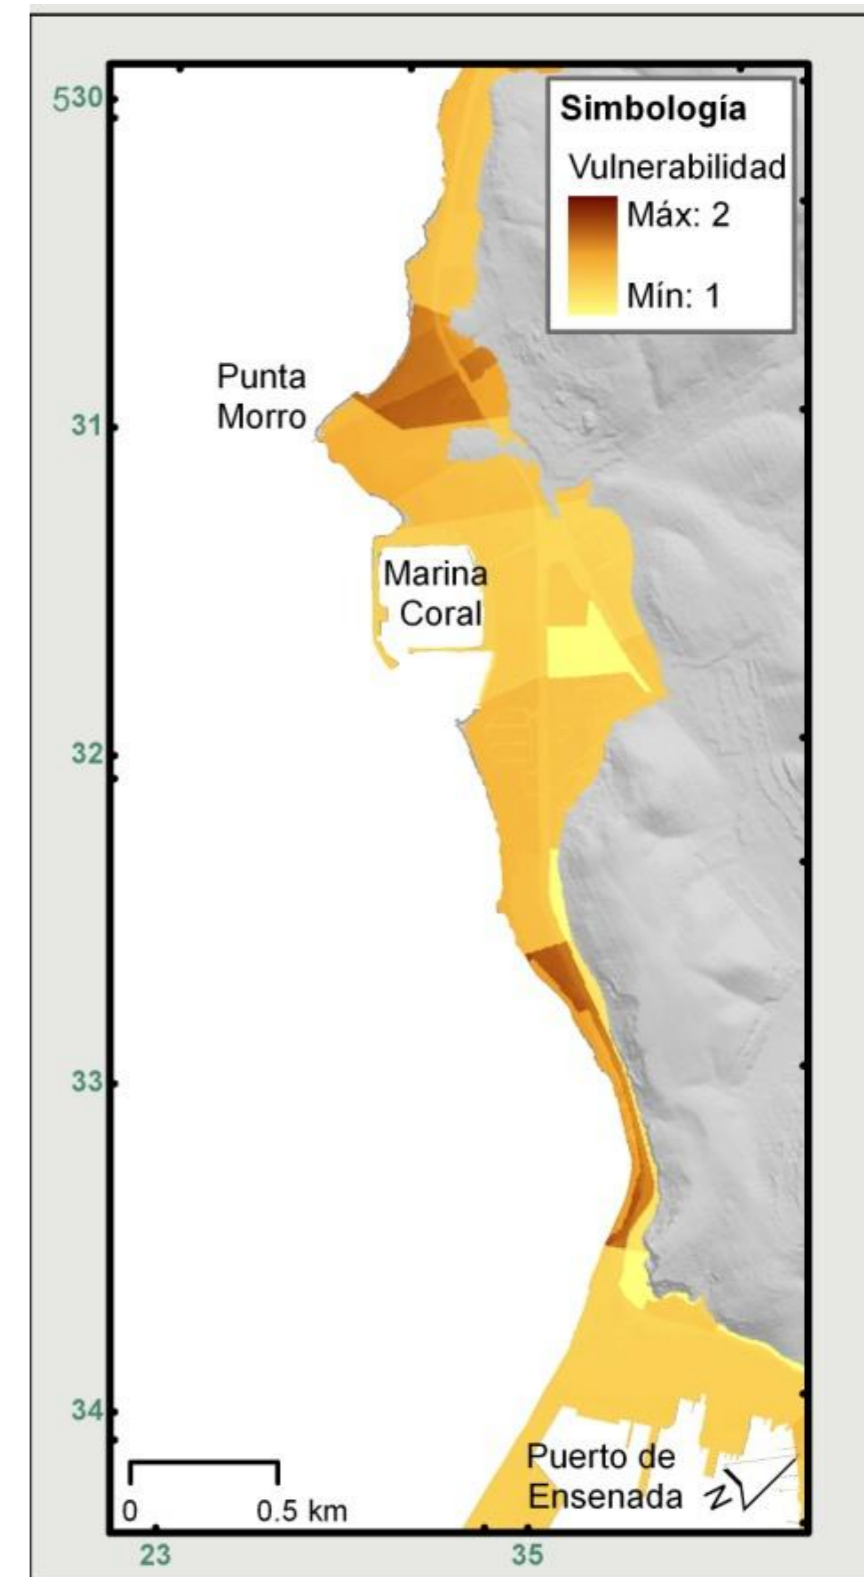 530
Simbología
Vulnerabilidad
Máx: 2
Mín: 1
Punta
Morro
31
Marina
Coral
32
33
34
Puerto de
Ensenada
N
0
0.5 km
23
35